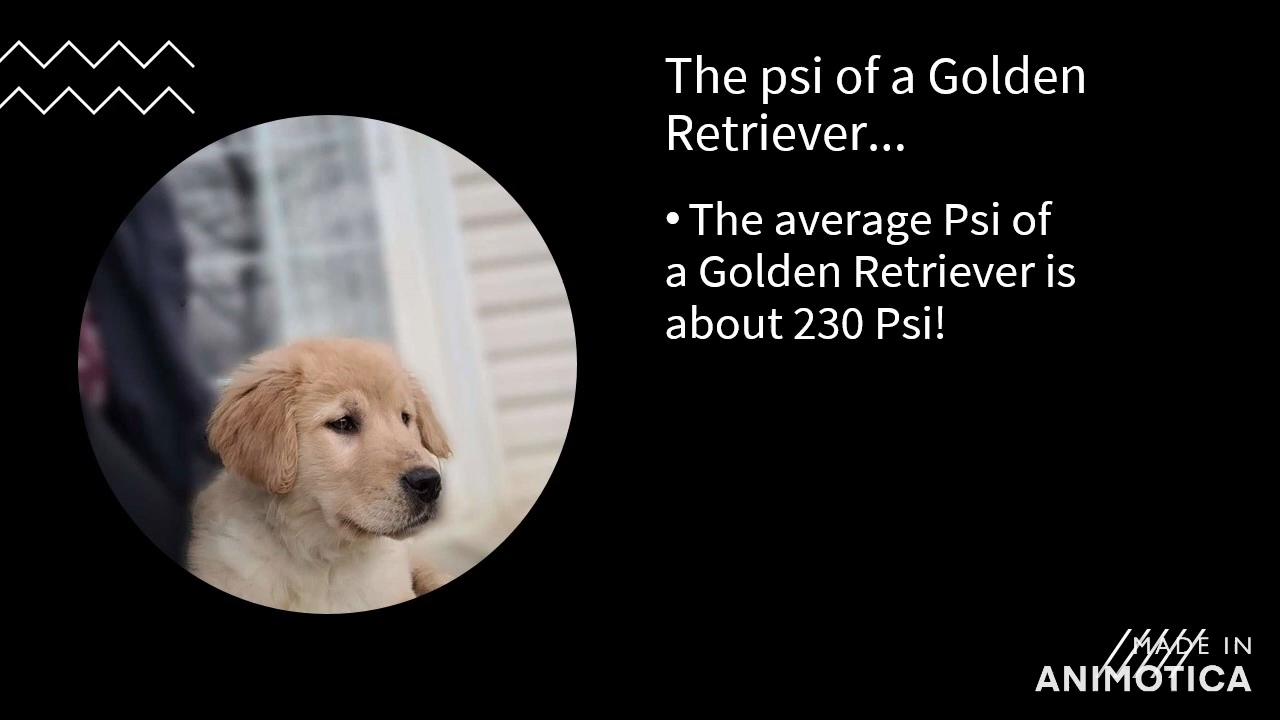 The psi of a Golden
Retriever...
• The average Psi of
a Golden Retriever is
about 230 Psi!
MADE IN
ANIMOTICA